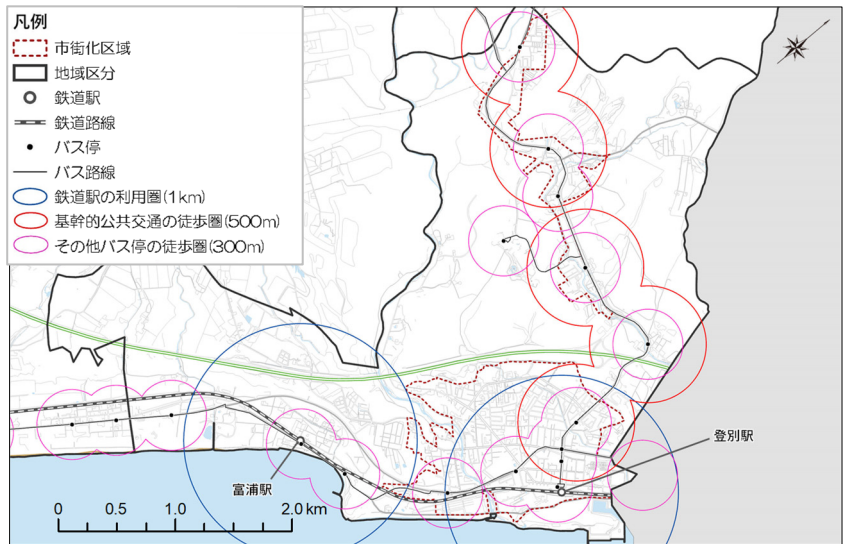 凡例
市街化区域
地域区分
鉄道駅
鉄道路線
バス停
バス路線
鉄道駅の利用圏(1km)
基幹的公共交通の徒歩圏(500m)
その他バス停の徒歩圏(300m)
登別駅
富浦駅
0 0.5 1.0 2.0 km